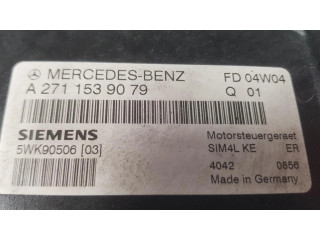 MERCEDES-BENZ FD 04W04
A 271 153 90 79 Q 01
SIEMENS Motorsteuergeraet
5WK90506 [03] SIM4L KE ER
4042 0856
Made in Germany